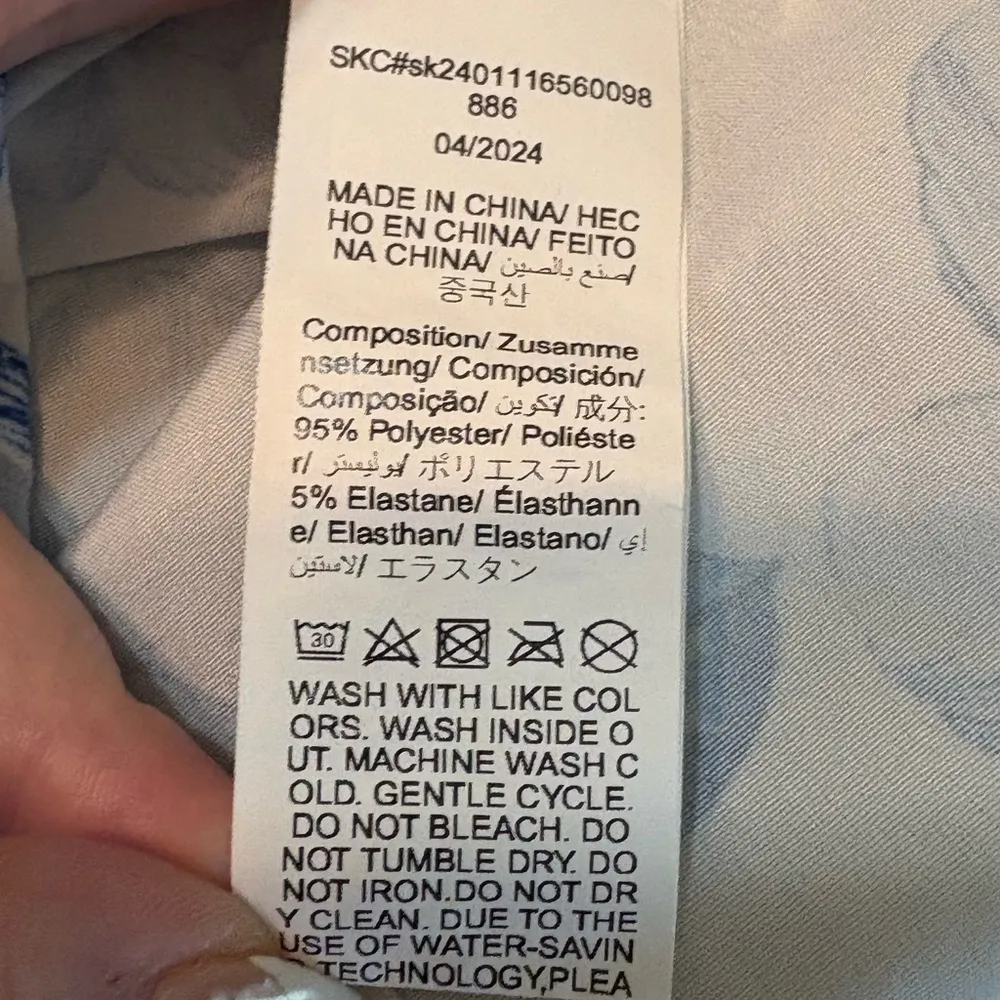 SKC#sk2401116560098
886
04/2024
MADE IN CHINA/ HEC
HO EN CHINA/ FEITO
NA CHINA/ صنع بالصين/
중국산
Composition/ Zusamme
nsetzung/ Composición/
Composição/ تكوين/ 成分:
95% Polyester/ Poliéste
r/ بوليستر/ ポリエステル
5% Elastane/ Élasthann
e/ Elasthan/ Elastano/ إي
لاستين/ エラスタン
30
WASH WITH LIKE COL
ORS. WASH INSIDE O
UT. MACHINE WASH C
OLD. GENTLE CYCLE.
DO NOT BLEACH. DO
NOT TUMBLE DRY. DO
NOT IRON.DO NOT DR
Y CLEAN. DUE TO THE
USE OF WATER-SAVIN
TECHNOLOGY,PLEA